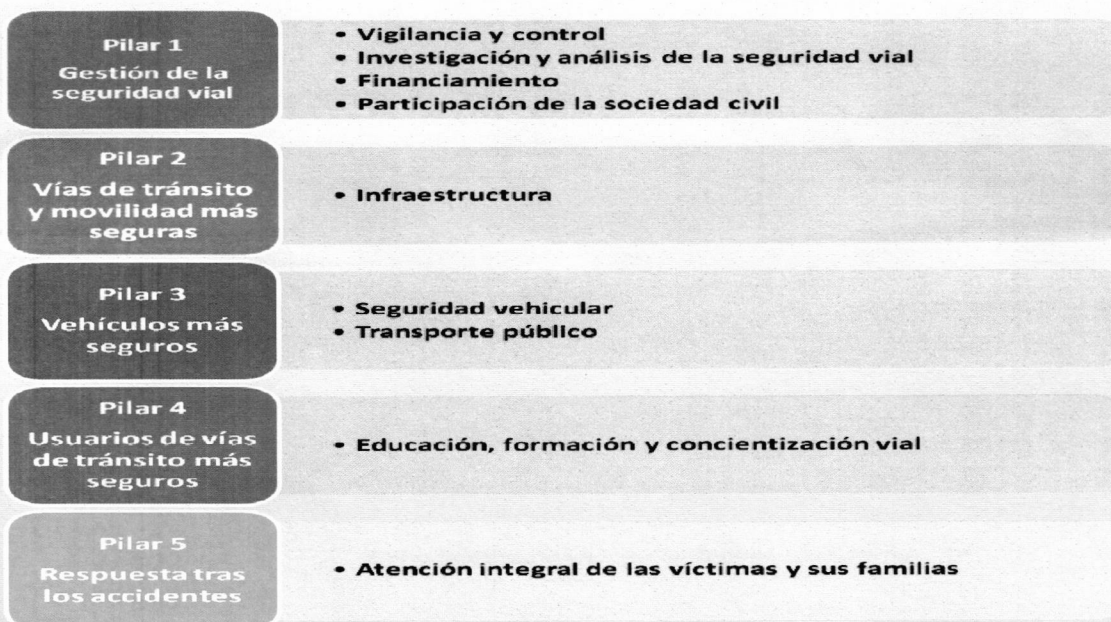 Pilar 1
Gestión de la
seguridad vial
• Vigilancia y control
• Investigación y análisis de la seguridad vial
• Financiamiento
• Participación de la sociedad civil
Pilar 2
Vías de tránsito
y movilidad más
seguras
• Infraestructura
Pilar 3
Vehículos más
seguros
• Seguridad vehicular
• Transporte público
Pilar 4
Usuarios de vías
de tránsito más
seguros
• Educación, formación y concientización vial
Pilar 5
Respuesta tras
los accidentes
• Atención integral de las víctimas y sus familias